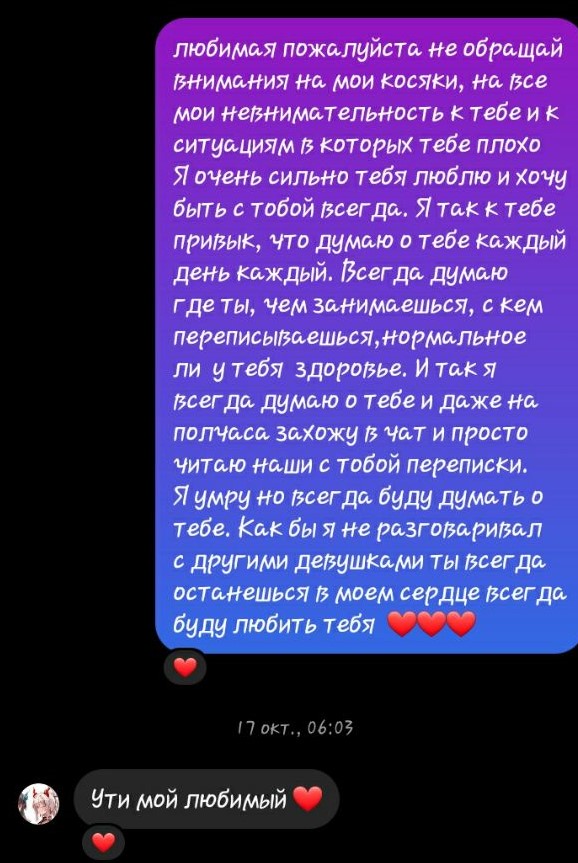 любимая пожалуйста не обращай
внимания на мои косяки, на все
мои невнимательность к тебе и к
ситуациям в которых тебе плохо
Я очень сильно тебя люблю и хочу
быть с тобой всегда. Я так к тебе
привык, что думаю о тебе каждый
день каждый. Всегда думаю
где ты, чем занимаешься, с кем
переписываешься,нормальное
ли у тебя здоровье. И так я
всегда думаю о тебе и даже на
полчаса захожу в чат и просто
читаю наши с тобой переписки.
Я умру но всегда буду думать о
тебе. Как бы я не разговаривал
с другими девушками ты всегда
останешься в моем сердце всегда
буду любить тебя ❤️❤️❤️
❤️
17 окт., 06:03
Ути мой любимый ❤️
❤️